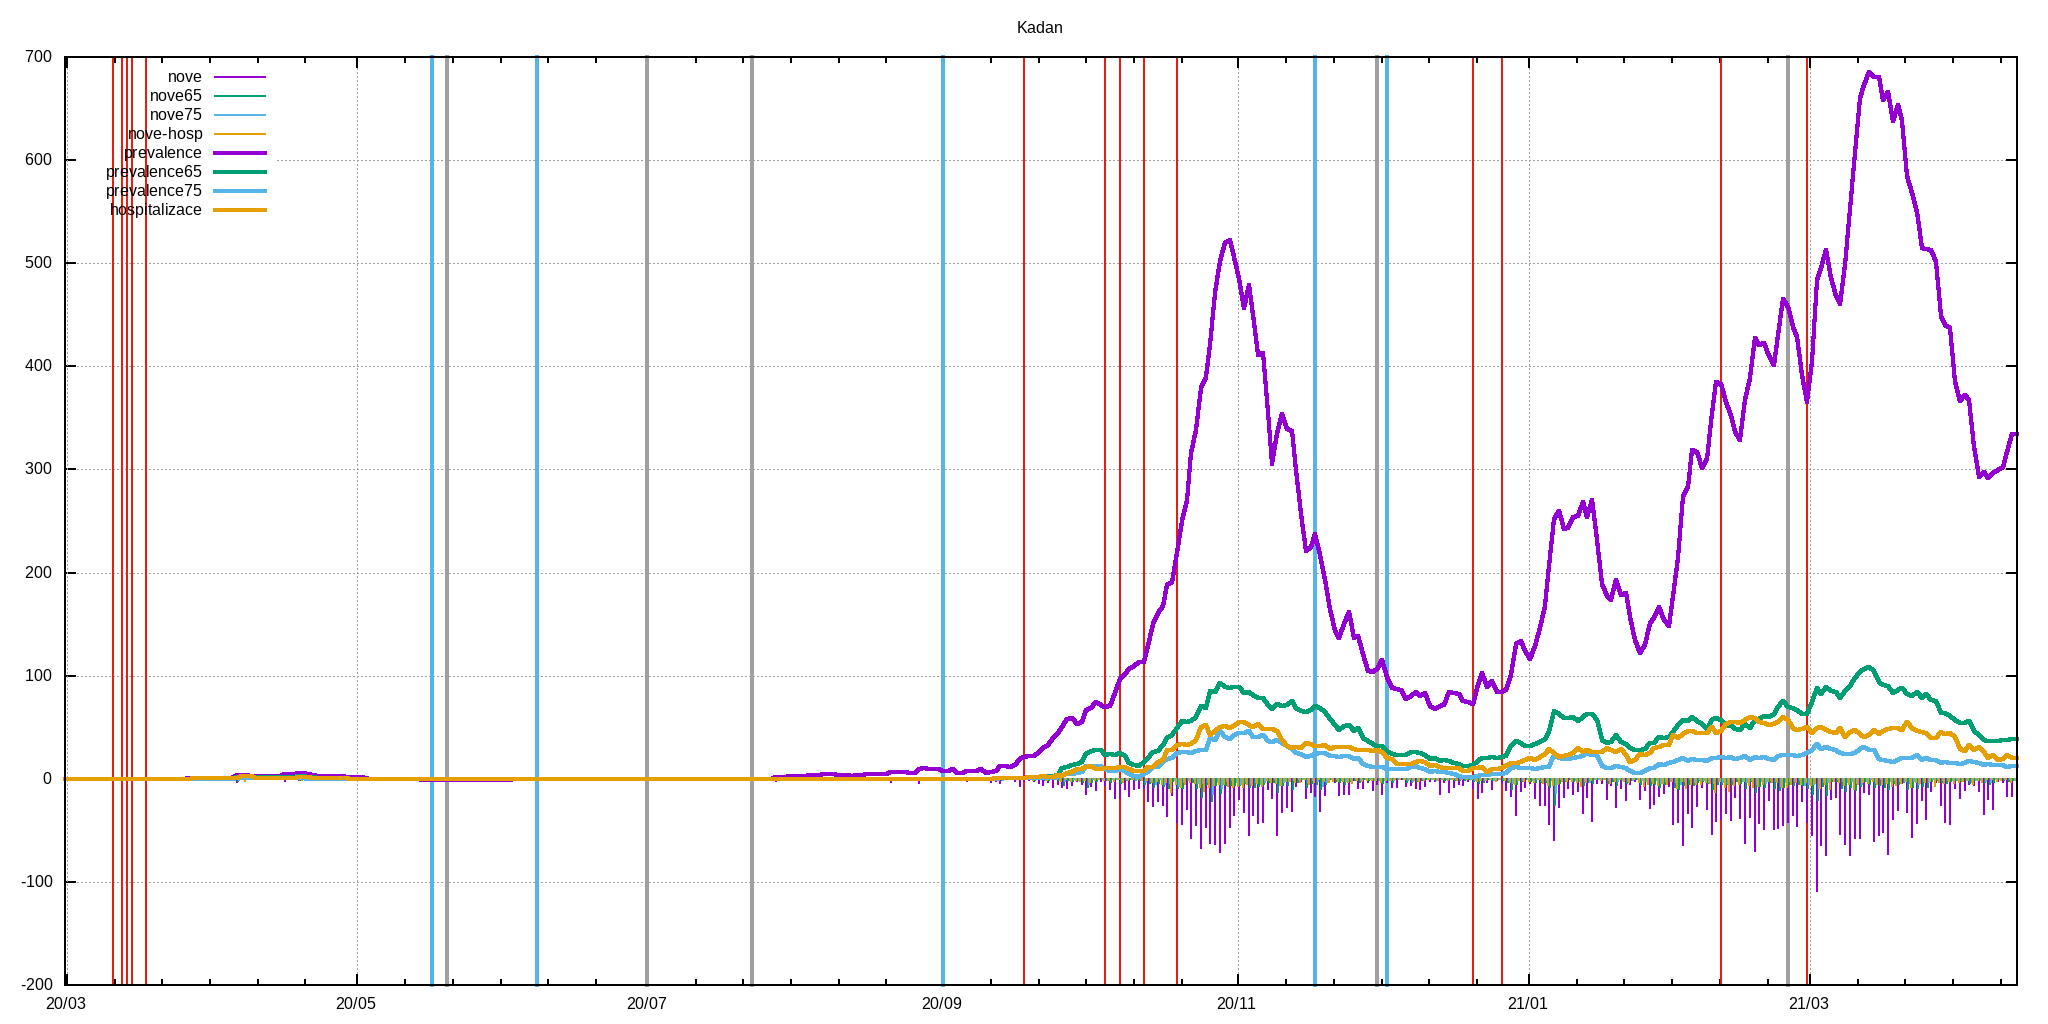 Kadan
700
600
500
400
300
200
100
0
-100
-200
nove
nove65
nove75
nove-hosp
prevalence
prevalence65
prevalence75
hospitalizace
20/03 20/05 20/07 20/09 20/11 21/01 21/03